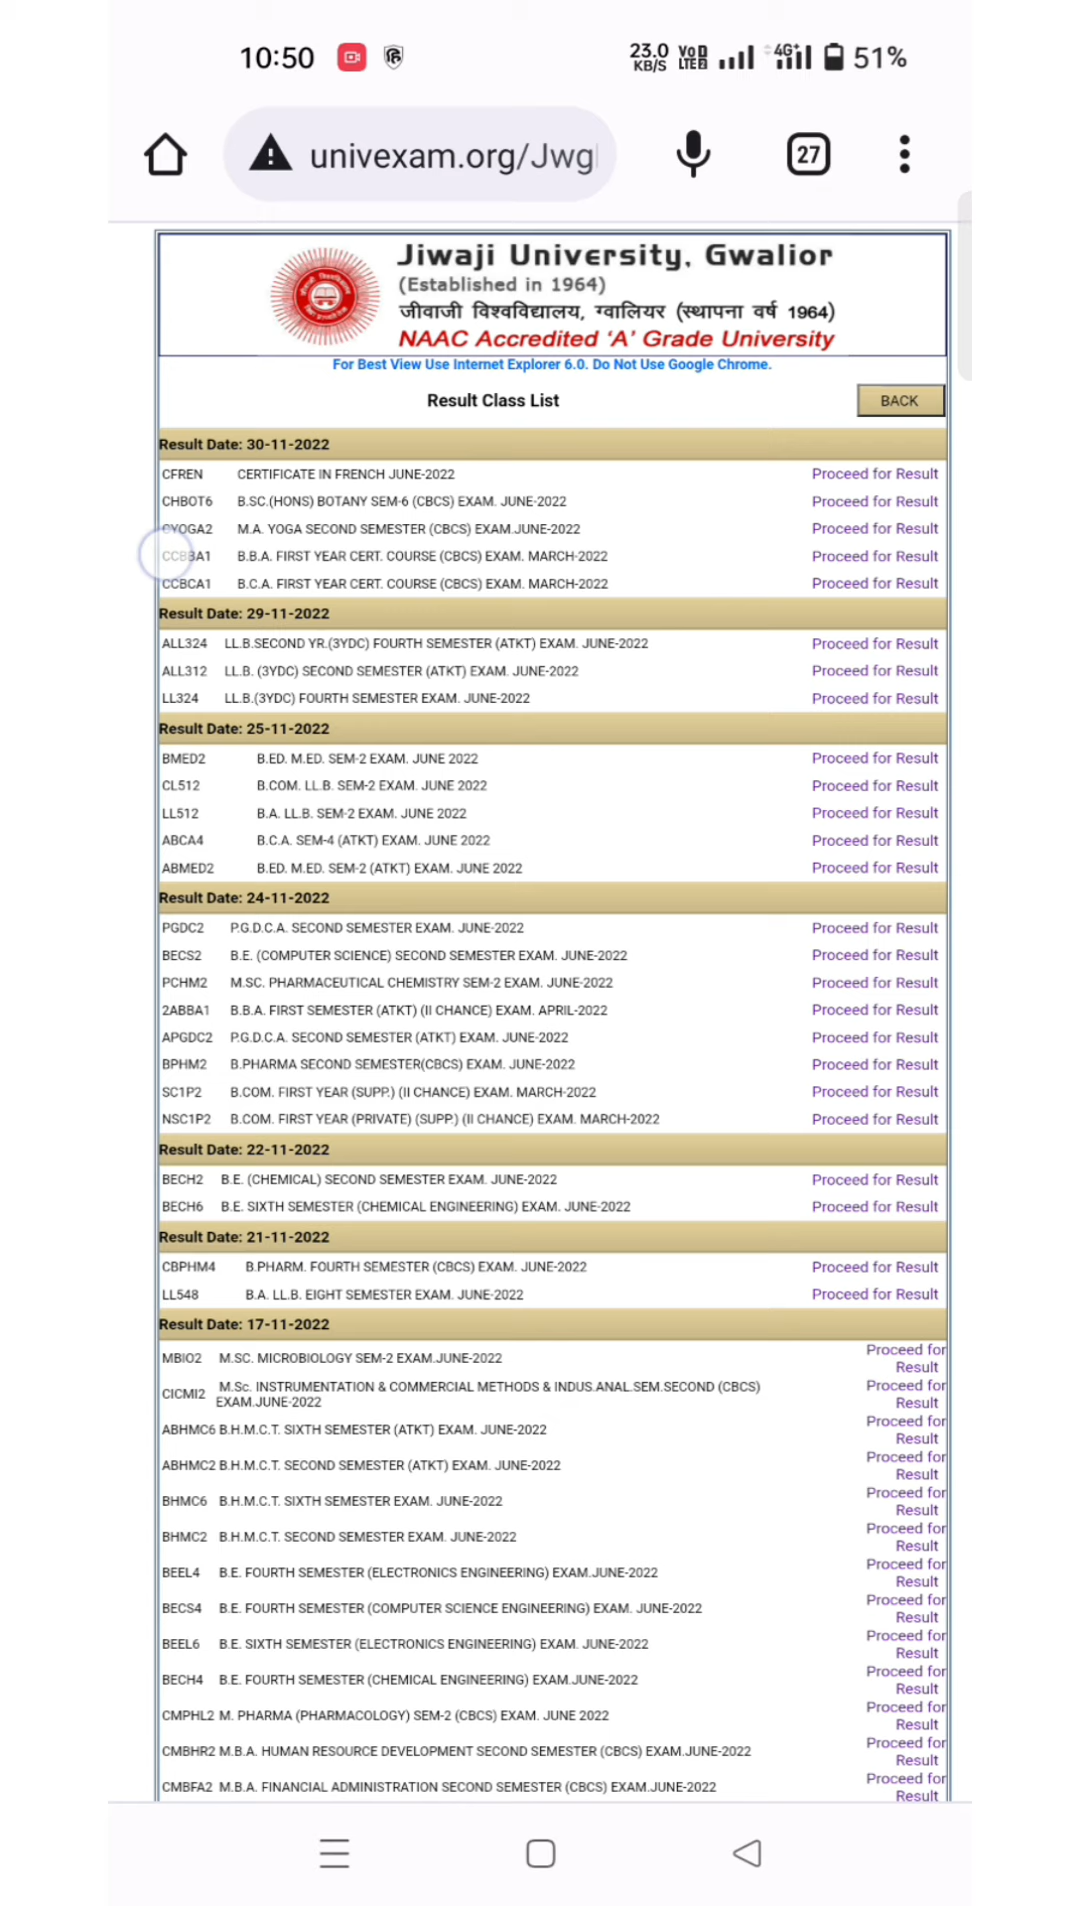 10:50 23.0 KB/S Vo LTE 2 4G+ 51%
univexam.org/Jwg 27
Jiwaji University, Gwalior
(Established in 1964)
जीवाजी विश्वविद्यालय, ग्वालियर (स्थापना वर्ष 1964)
NAAC Accredited ‘A’ Grade University
For Best View Use Internet Explorer 6.0. Do Not Use Google Chrome.
Result Class List BACK
Result Date: 30-11-2022
CFREN CERTIFICATE IN FRENCH JUNE-2022 Proceed for Result
CHBOT6 B.SC.(HONS) BOTANY SEM-6 (CBCS) EXAM. JUNE-2022 Proceed for Result
CYOGA2 M.A. YOGA SECOND SEMESTER (CBCS) EXAM.JUNE-2022 Proceed for Result
CCBBA1 B.B.A. FIRST YEAR CERT. COURSE (CBCS) EXAM. MARCH-2022 Proceed for Result
CCBCA1 B.C.A. FIRST YEAR CERT. COURSE (CBCS) EXAM. MARCH-2022 Proceed for Result
Result Date: 29-11-2022
ALL324 LL.B.SECOND YR.(3YDC) FOURTH SEMESTER (ATKT) EXAM. JUNE-2022 Proceed for Result
ALL312 LL.B. (3YDC) SECOND SEMESTER (ATKT) EXAM. JUNE-2022 Proceed for Result
LL324 LL.B.(3YDC) FOURTH SEMESTER EXAM. JUNE-2022 Proceed for Result
Result Date: 25-11-2022
BMED2 B.ED. M.ED. SEM-2 EXAM. JUNE 2022 Proceed for Result
CL512 B.COM. LL.B. SEM-2 EXAM. JUNE 2022 Proceed for Result
LL512 B.A. LL.B. SEM-2 EXAM. JUNE 2022 Proceed for Result
ABCA4 B.C.A. SEM-4 (ATKT) EXAM. JUNE 2022 Proceed for Result
ABMED2 B.ED. M.ED. SEM-2 (ATKT) EXAM. JUNE 2022 Proceed for Result
Result Date: 24-11-2022
PGDC2 P.G.D.C.A. SECOND SEMESTER EXAM. JUNE-2022 Proceed for Result
BECS2 B.E. (COMPUTER SCIENCE) SECOND SEMESTER EXAM. JUNE-2022 Proceed for Result
PCHM2 M.SC. PHARMACEUTICAL CHEMISTRY SEM-2 EXAM. JUNE-2022 Proceed for Result
2ABBA1 B.B.A. FIRST SEMESTER (ATKT) (II CHANCE) EXAM. APRIL-2022 Proceed for Result
APGDC2 P.G.D.C.A. SECOND SEMESTER (ATKT) EXAM. JUNE-2022 Proceed for Result
BPHM2 B.PHARMA SECOND SEMESTER(CBCS) EXAM. JUNE-2022 Proceed for Result
SC1P2 B.COM. FIRST YEAR (SUPP.) (II CHANCE) EXAM. MARCH-2022 Proceed for Result
NSC1P2 B.COM. FIRST YEAR (PRIVATE) (SUPP.) (II CHANCE) EXAM. MARCH-2022 Proceed for Result
Result Date: 22-11-2022
BECH2 B.E. (CHEMICAL) SECOND SEMESTER EXAM. JUNE-2022 Proceed for Result
BECH6 B.E. SIXTH SEMESTER (CHEMICAL ENGINEERING) EXAM. JUNE-2022 Proceed for Result
Result Date: 21-11-2022
CBPHM4 B.PHARM. FOURTH SEMESTER (CBCS) EXAM. JUNE-2022 Proceed for Result
LL548 B.A. LL.B. EIGHT SEMESTER EXAM. JUNE-2022 Proceed for Result
Result Date: 17-11-2022
MBIO2 M.SC. MICROBIOLOGY SEM-2 EXAM.JUNE-2022 Proceed for
Result
CICMI2 M.Sc. INSTRUMENTATION & COMMERCIAL METHODS & INDUS.ANAL.SEM.SECOND (CBCS) Proceed for
EXAM.JUNE-2022 Result
ABHMC6 B.H.M.C.T. SIXTH SEMESTER (ATKT) EXAM. JUNE-2022 Proceed for
Result
ABHMC2 B.H.M.C.T. SECOND SEMESTER (ATKT) EXAM. JUNE-2022 Proceed for
Result
BHMC6 B.H.M.C.T. SIXTH SEMESTER EXAM. JUNE-2022 Proceed for
Result
BHMC2 B.H.M.C.T. SECOND SEMESTER EXAM. JUNE-2022 Proceed for
Result
BEEL4 B.E. FOURTH SEMESTER (ELECTRONICS ENGINEERING) EXAM.JUNE-2022 Proceed for
Result
BECS4 B.E. FOURTH SEMESTER (COMPUTER SCIENCE ENGINEERING) EXAM. JUNE-2022 Proceed for
Result
BEEL6 B.E. SIXTH SEMESTER (ELECTRONICS ENGINEERING) EXAM. JUNE-2022 Proceed for
Result
BECH4 B.E. FOURTH SEMESTER (CHEMICAL ENGINEERING) EXAM.JUNE-2022 Proceed for
Result
CMPHL2 M. PHARMA (PHARMACOLOGY) SEM-2 (CBCS) EXAM. JUNE 2022 Proceed for
Result
CMBHR2 M.B.A. HUMAN RESOURCE DEVELOPMENT SECOND SEMESTER (CBCS) EXAM.JUNE-2022 Proceed for
Result
CMBFA2 M.B.A. FINANCIAL ADMINISTRATION SECOND SEMESTER (CBCS) EXAM.JUNE-2022 Proceed for
Result